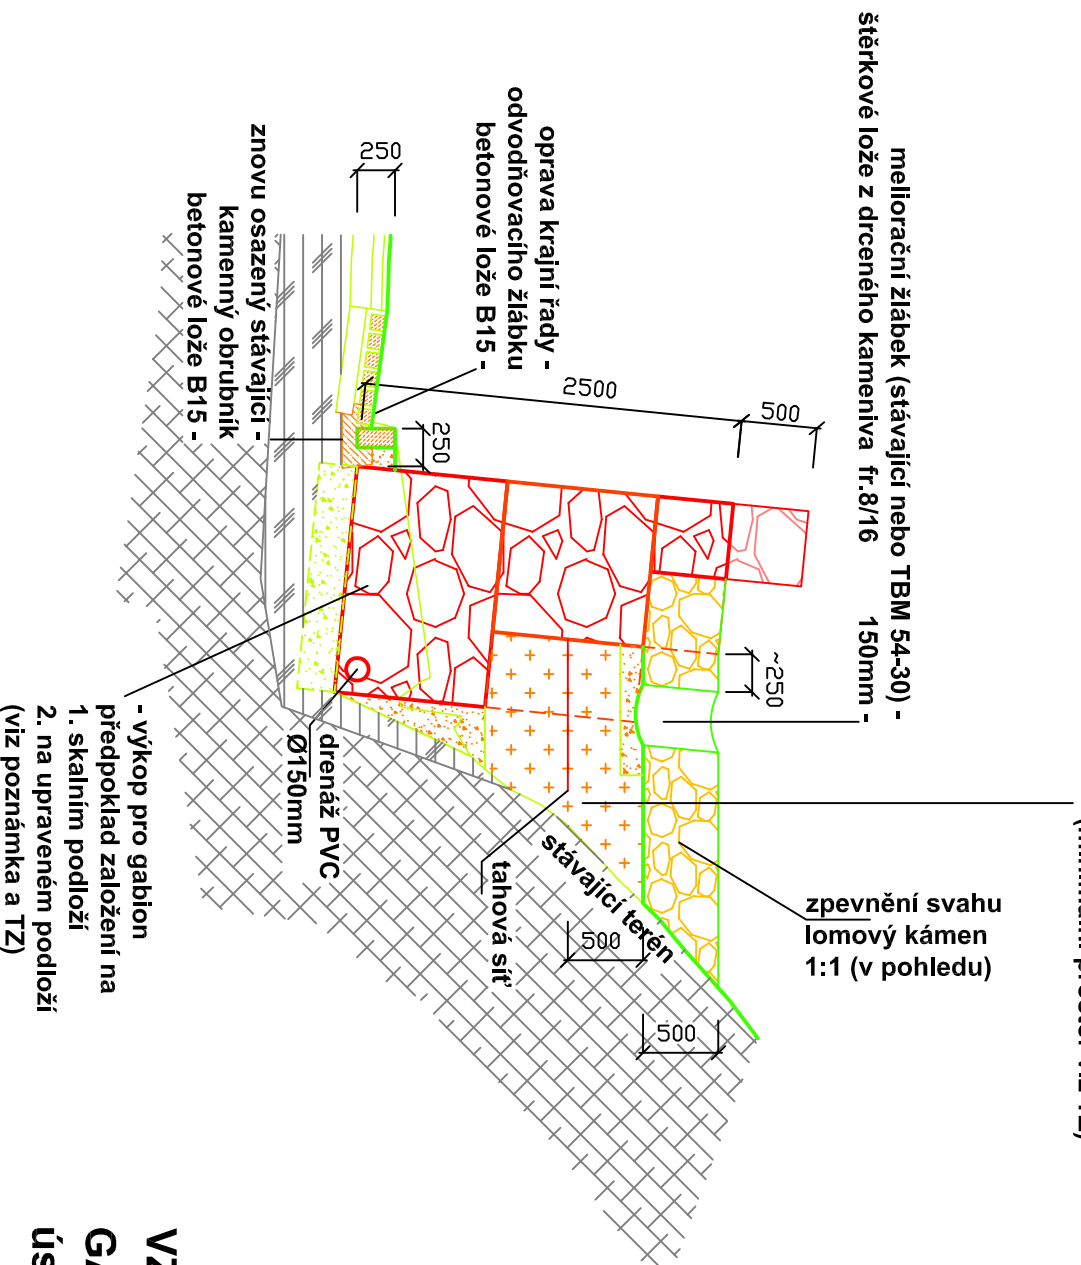 meliorační žlábek (stávající nebo TBM 54-30) -
štěrkové lože z drceného kameniva fr.8/16 150mm -
oprava krajní řady -
odvodňovacího žlábku
betonové lože B15 -
znovu osazený stávající -
kamenný obrubník
betonové lože B15 -
250
250
2500
500
~250
zpevnění svahu
lomový kámen
1:1 (v pohledu)
stávající terén
500
500
tahová síť
drenáž PVC
Ø150mm
- výkop pro gabion
předpoklad založení na
1. skalním podloží
2. na upraveném podloží
(viz poznámka a TZ)